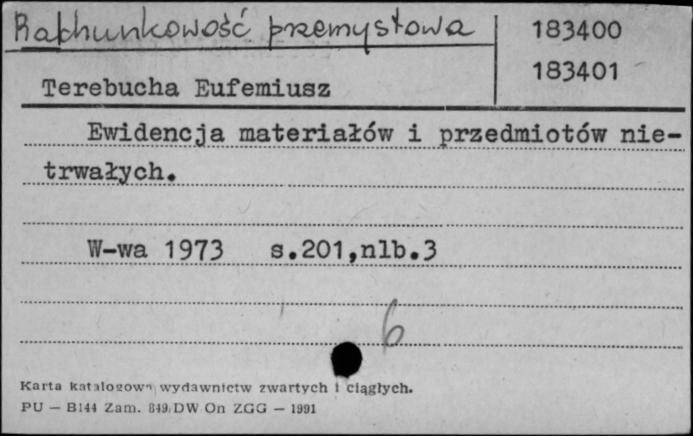 Rachunkowość przemysłowa
183400
183401
Terebucha Eufemiusz
Ewidencja materiałów i przedmiotów nie-
trwałych.
W-wa 1973 s.201,nlb.3
6
Karta katalogowa wydawnictw zwartych i ciągłych.
PU — B144 Zam. 849/DW On ZGG — 1991